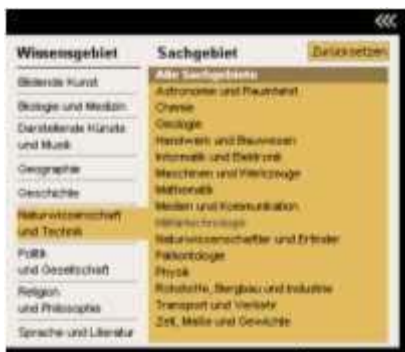 Wissensgebiet
Bildende Kunst
Biologie und Medizin
Darstellende Künste
und Musik
Geographie
Geschichte
Naturwissenschaft
und Technik
Politik
und Gesellschaft
Religion
und Philosophie
Sprache und Literatur
Sachgebiet
Zurücksetzen
Alle Sachgebiete
Astronomie und Raumfahrt
Chemie
Geologie
Handwerk und Bauwesen
Informatik und Elektronik
Maschinen und Werkzeuge
Mathematik
Medien und Kommunikation
Militärtechnologie
Naturwissenschaftler und Erfinder
Paläontologie
Physik
Rohstoffe, Bergbau und Industrie
Transport und Verkehr
Zeit, Maße und Gewichte